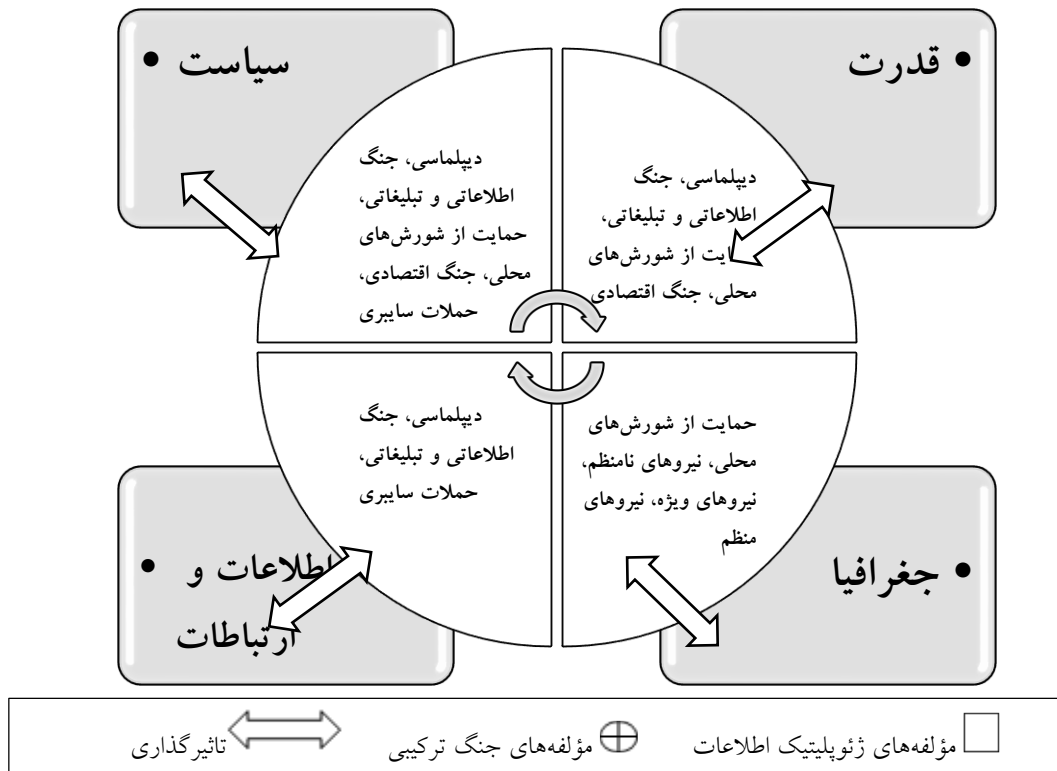 • قدرت
سیاست •
دیپلماسی، جنگ
اطلاعاتی و تبلیغاتی،
شورش‌های از
محلی، جنگ اقتصادی
دیپلماسی، جنگ
اطلاعاتی و تبلیغاتی،
حمایت از شورش‌های
محلی، جنگ اقتصادی،
حملات سایبری
حمایت از شورش‌های
محلی، نیروهای نامنظم،
نیروهای ویژه، نیروهای
منظم
دیپلماسی، جنگ
اطلاعاتی و تبلیغاتی،
حملات سایبری
• جغرافیا
اطلاعات و •
ارتباطات
مؤلفه‌های ژئوپلیتیک اطلاعات
مؤلفه‌های جنگ ترکیبی
تاثیرگذاری